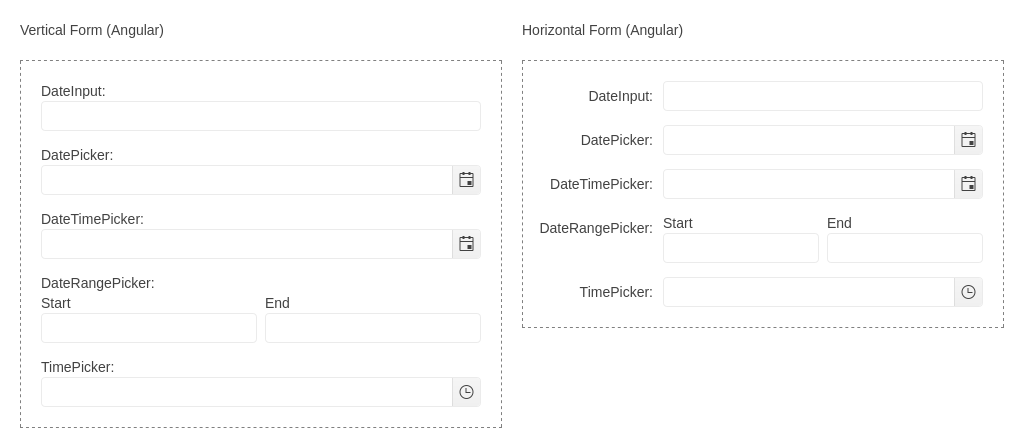 Vertical Form (Angular)
DateInput:
DatePicker:
DateTimePicker:
DateRangePicker:
Start End
TimePicker:
Horizontal Form (Angular)
DateInput:
DatePicker:
DateTimePicker:
DateRangePicker: Start End
TimePicker: